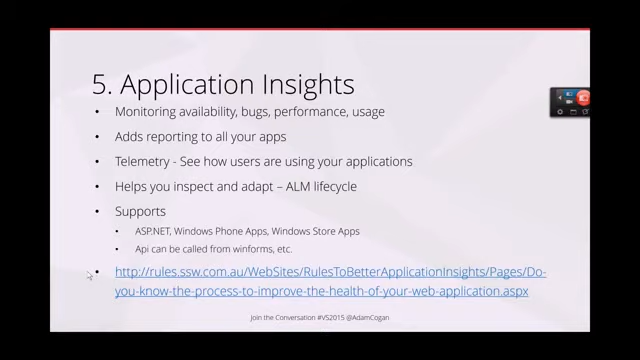 5. Application Insights
• Monitoring availability, bugs, performance, usage
• Adds reporting to all your apps
• Telemetry - See how users are using your applications
• Helps you inspect and adapt – ALM lifecycle
• Supports
• ASP.NET, Windows Phone Apps, Windows Store Apps
• Api can be called from winforms, etc.
• http://rules.ssw.com.au/WebSites/RulesToBetterApplicationInsights/Pages/Do-
you-know-the-process-to-improve-the-health-of-your-web-application.aspx
Join the Conversation #VS2015 @AdamCogan